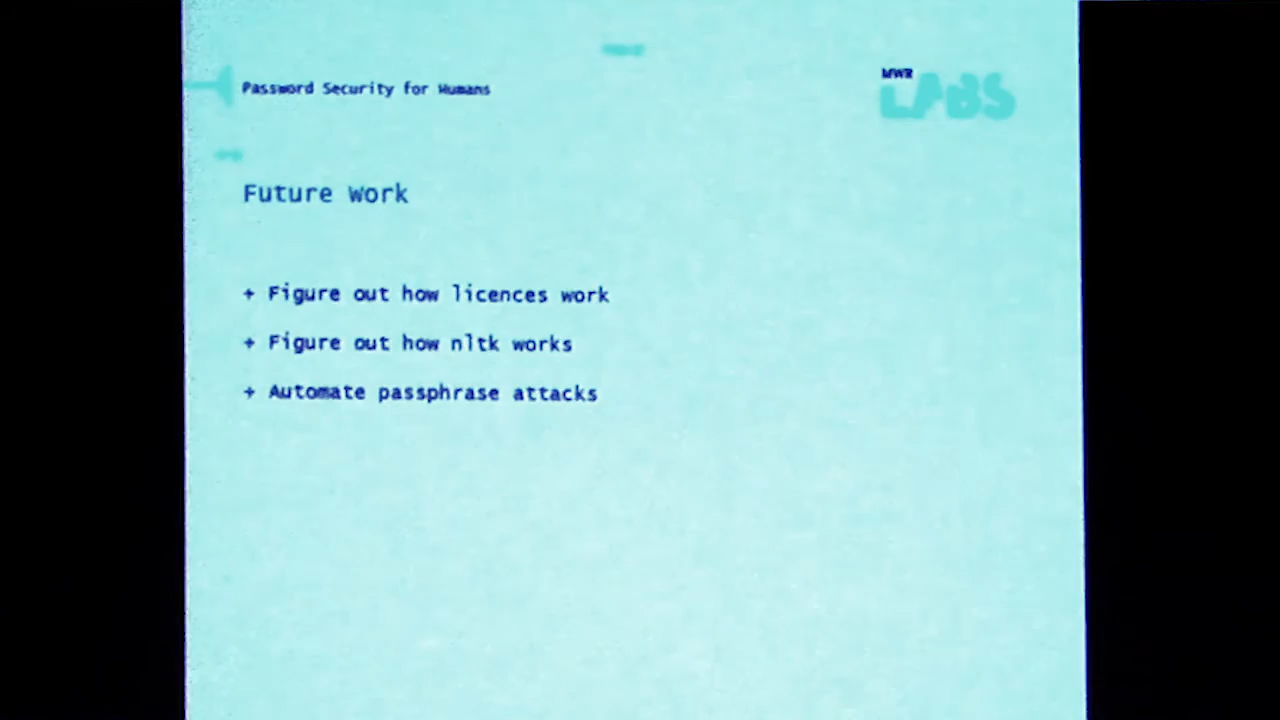 Password Security for Humans
MWR
LABS
Future work
+ Figure out how licences work
+ Figure out how nltk works
+ Automate passphrase attacks